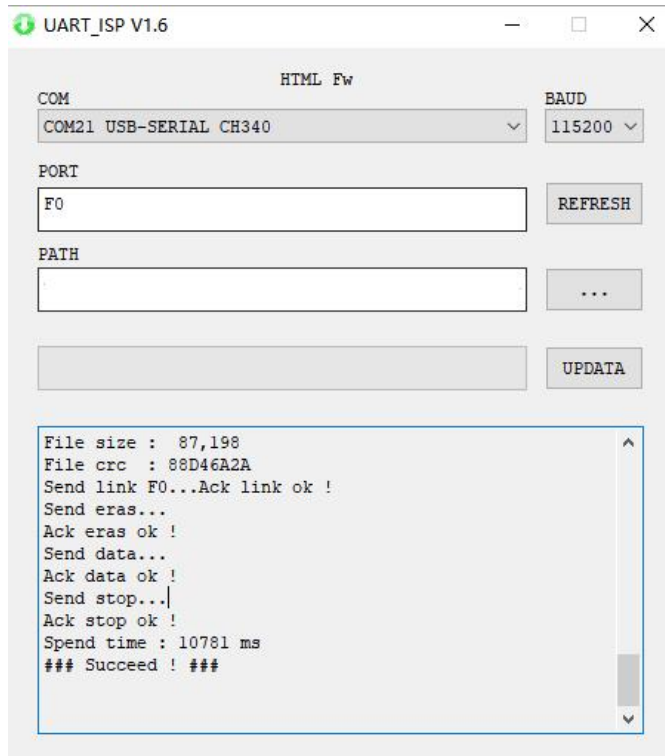 UART_ISP V1.6
HTML Fw
COM
BAUD
COM21 USB-SERIAL CH340
115200
PORT
F0
REFRESH
PATH
...
UPDATA
File size :  87,198
File crc  : 88D46A2A
Send link F0...Ack link ok !
Send eras...
Ack eras ok !
Send data...
Ack data ok !
Send stop...
Ack stop ok !
Spend time : 10781 ms
### Succeed ! ###